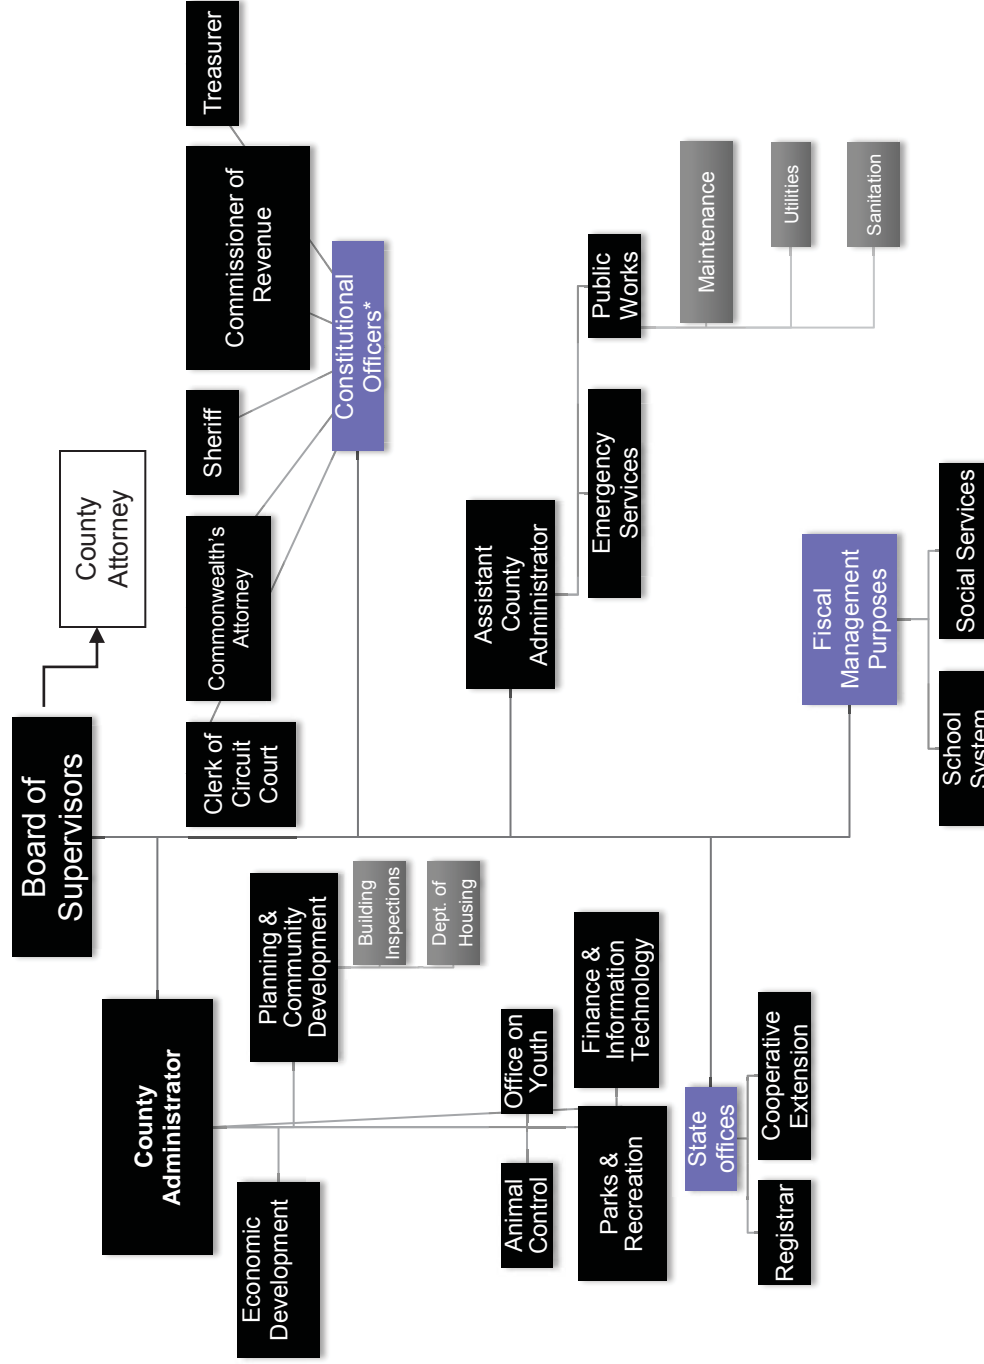 Board of
Supervisors
County
Attorney
County
Administrator
Economic
Development
Planning &
Community
Development
Building
Inspections
Dept. of
Housing
Animal
Control
Office on
Youth
Parks &
Recreation
Finance &
Information
Technology
Clerk of
Circuit
Court
Commonwealth's
Attorney
Sheriff
Commissioner of
Revenue
Treasurer
Constitutional
Officers*
Assistant
County
Administrator
Emergency
Services
Public
Works
Maintenance
Utilities
Sanitation
State
offices
Registrar
Cooperative
Extension
Fiscal
Management
Purposes
School
System
Social Services